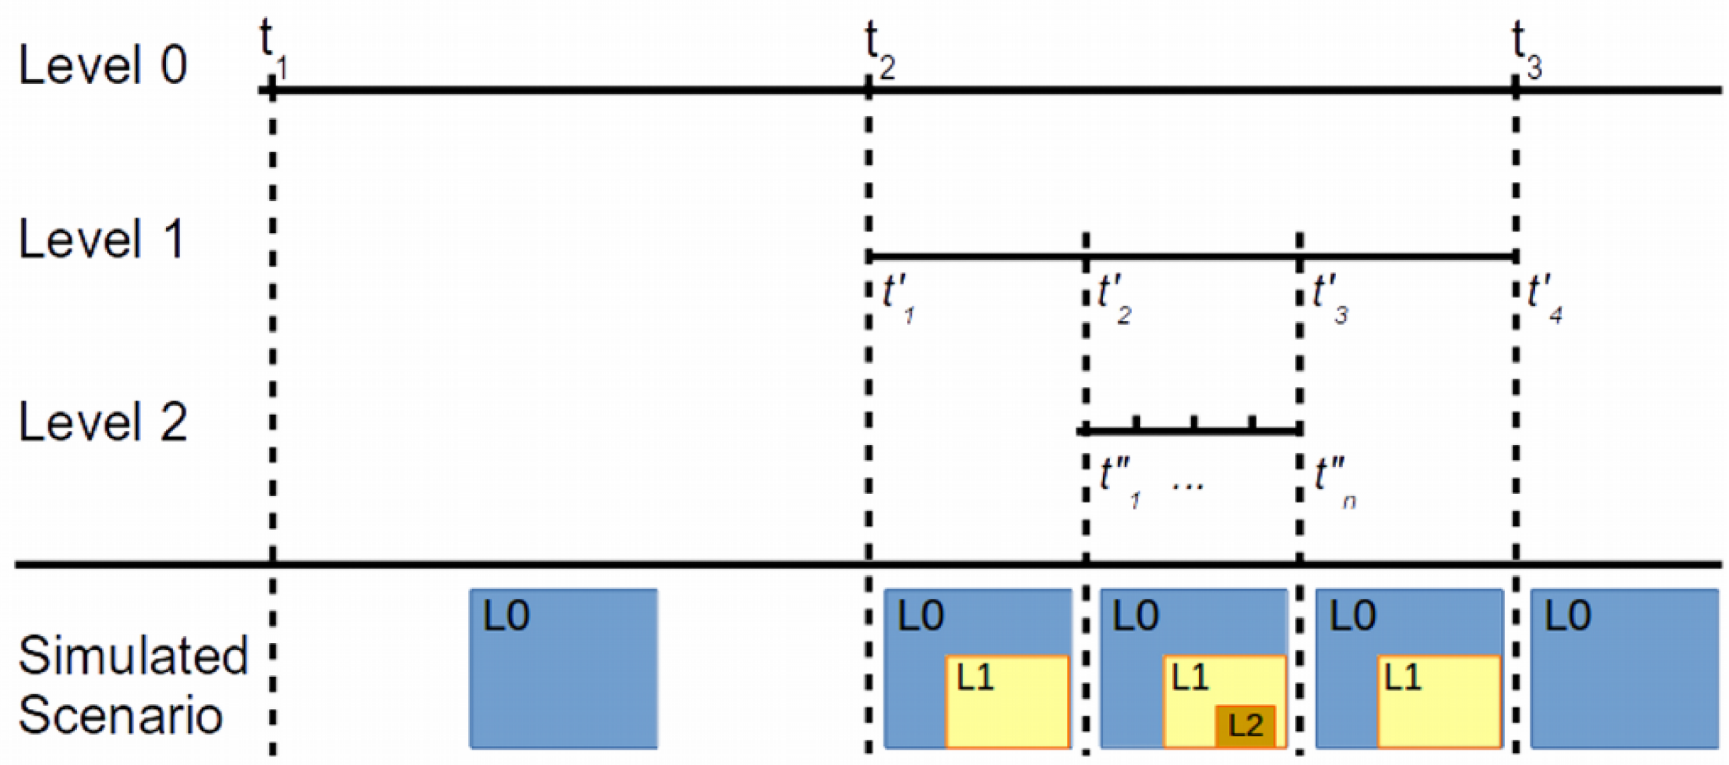 Level 0 t1 t2 t3
Level 1
t'1 t'2 t'3 t'4
Level 2
t"1 ... t"n
Simulated
Scenario
L0 L0 L0 L0 L0
L1 L1 L1
L2